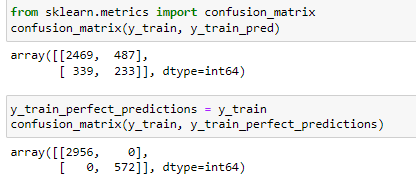 from sklearn.metrics import confusion_matrix
confusion_matrix(y_train, y_train_pred)
array([[2469,  487],
       [ 339,  233]], dtype=int64)
y_train_perfect_predictions = y_train
confusion_matrix(y_train, y_train_perfect_predictions)
array([[2956,    0],
       [   0,  572]], dtype=int64)